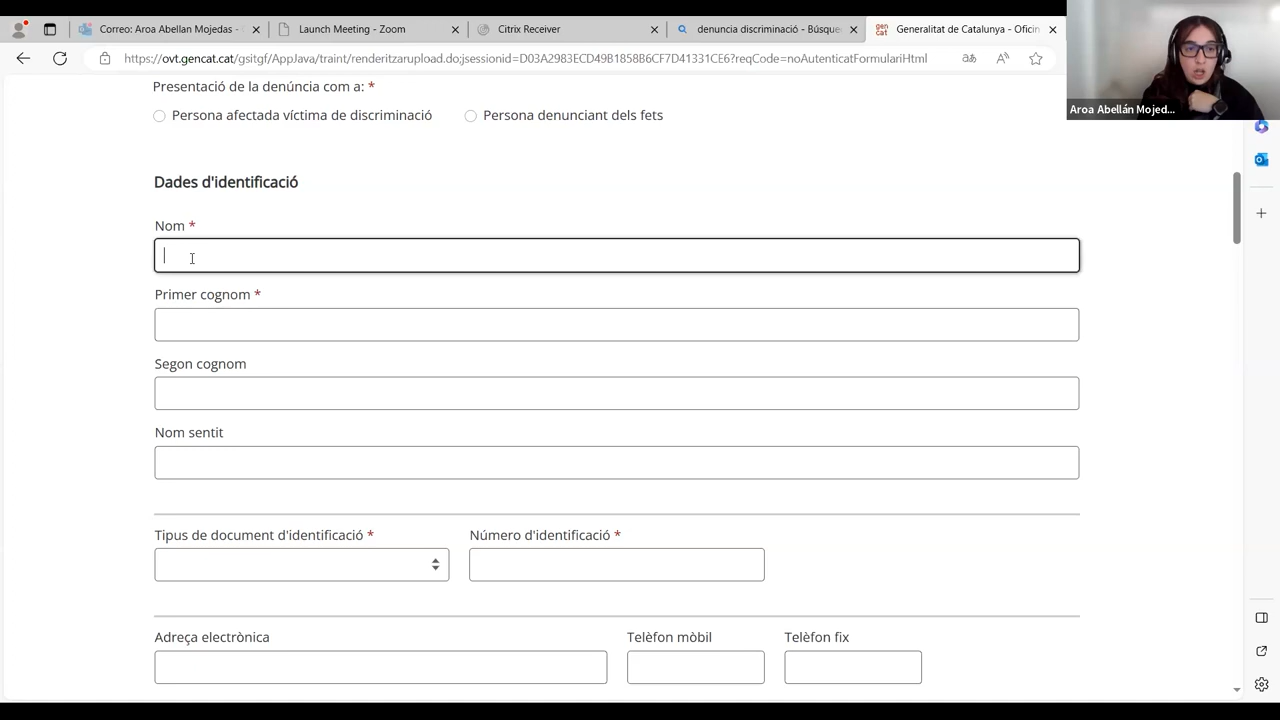 Correo: Aroa Abellan Mojedas - C
Launch Meeting - Zoom
Citrix Receiver
denuncia discriminació - Búsque
Generalitat de Catalunya - Oficin
https://ovt.gencat.cat/gsitgf/AppJava/traint/renderitzarupload.do;jsessionid=D03A2983ECD49B1858B6CF7D41331CE6?reqCode=noAutenticatFormulariHtml
Aroa Abellán Mojed...
Presentació de la denúncia com a: *
Persona afectada víctima de discriminació Persona denunciant dels fets
Dades d'identificació
Nom *
Primer cognom *
Segon cognom
Nom sentit
Tipus de document d'identificació * Número d'identificació *
Adreça electrònica Telèfon mòbil Telèfon fix